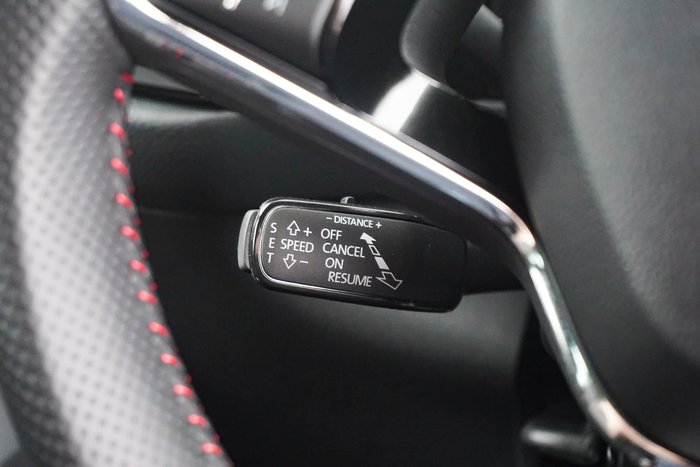 – DISTANCE +
S + OFF
E SPEED CANCEL
T – ON
RESUME